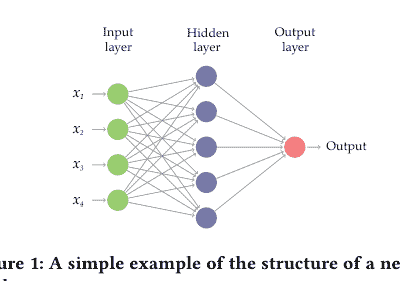 Input layer
Hidden layer
Output layer
x₁
x₂
x₃
x₄
Output
ure 1: A simple example of the structure of a ne